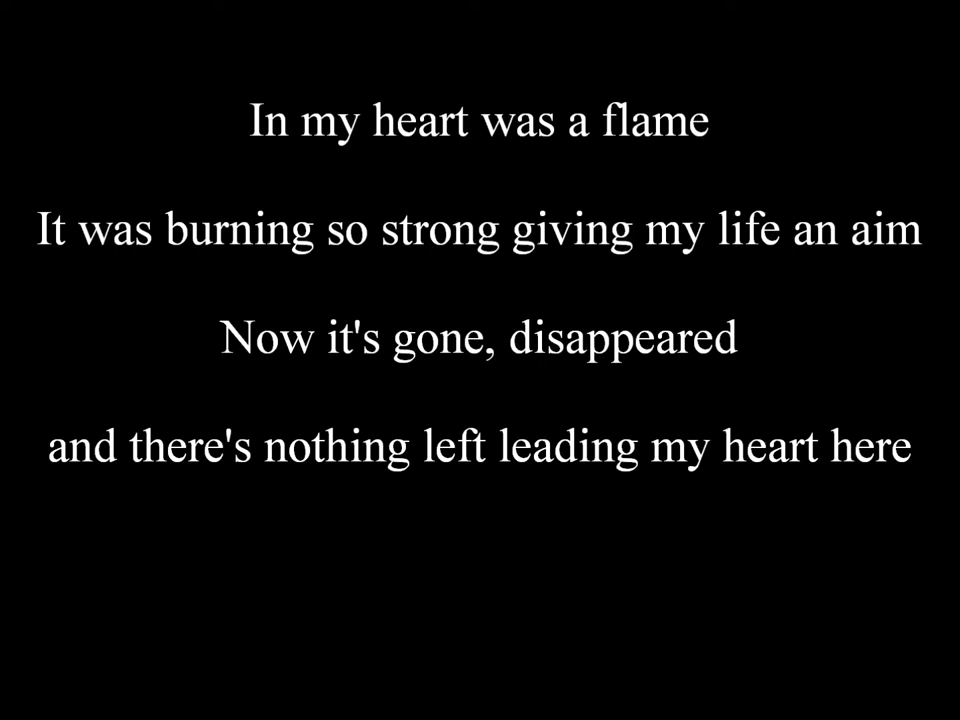 In my heart was a flame
It was burning so strong giving my life an aim
Now it's gone, disappeared
and there's nothing left leading my heart here